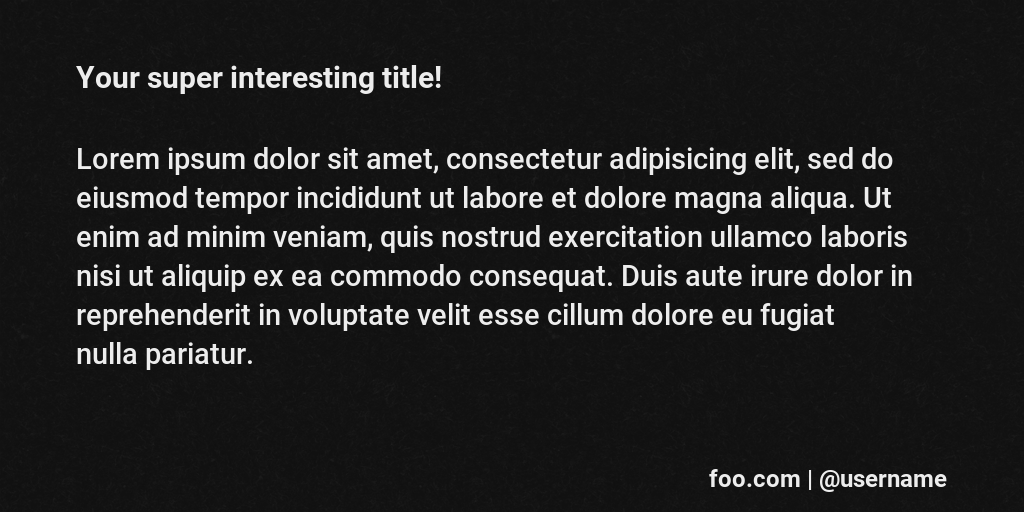 Your super interesting title!
Lorem ipsum dolor sit amet, consectetur adipisicing elit, sed do
eiusmod tempor incididunt ut labore et dolore magna aliqua. Ut
enim ad minim veniam, quis nostrud exercitation ullamco laboris
nisi ut aliquip ex ea commodo consequat. Duis aute irure dolor in
reprehenderit in voluptate velit esse cillum dolore eu fugiat
nulla pariatur.
foo.com | @username